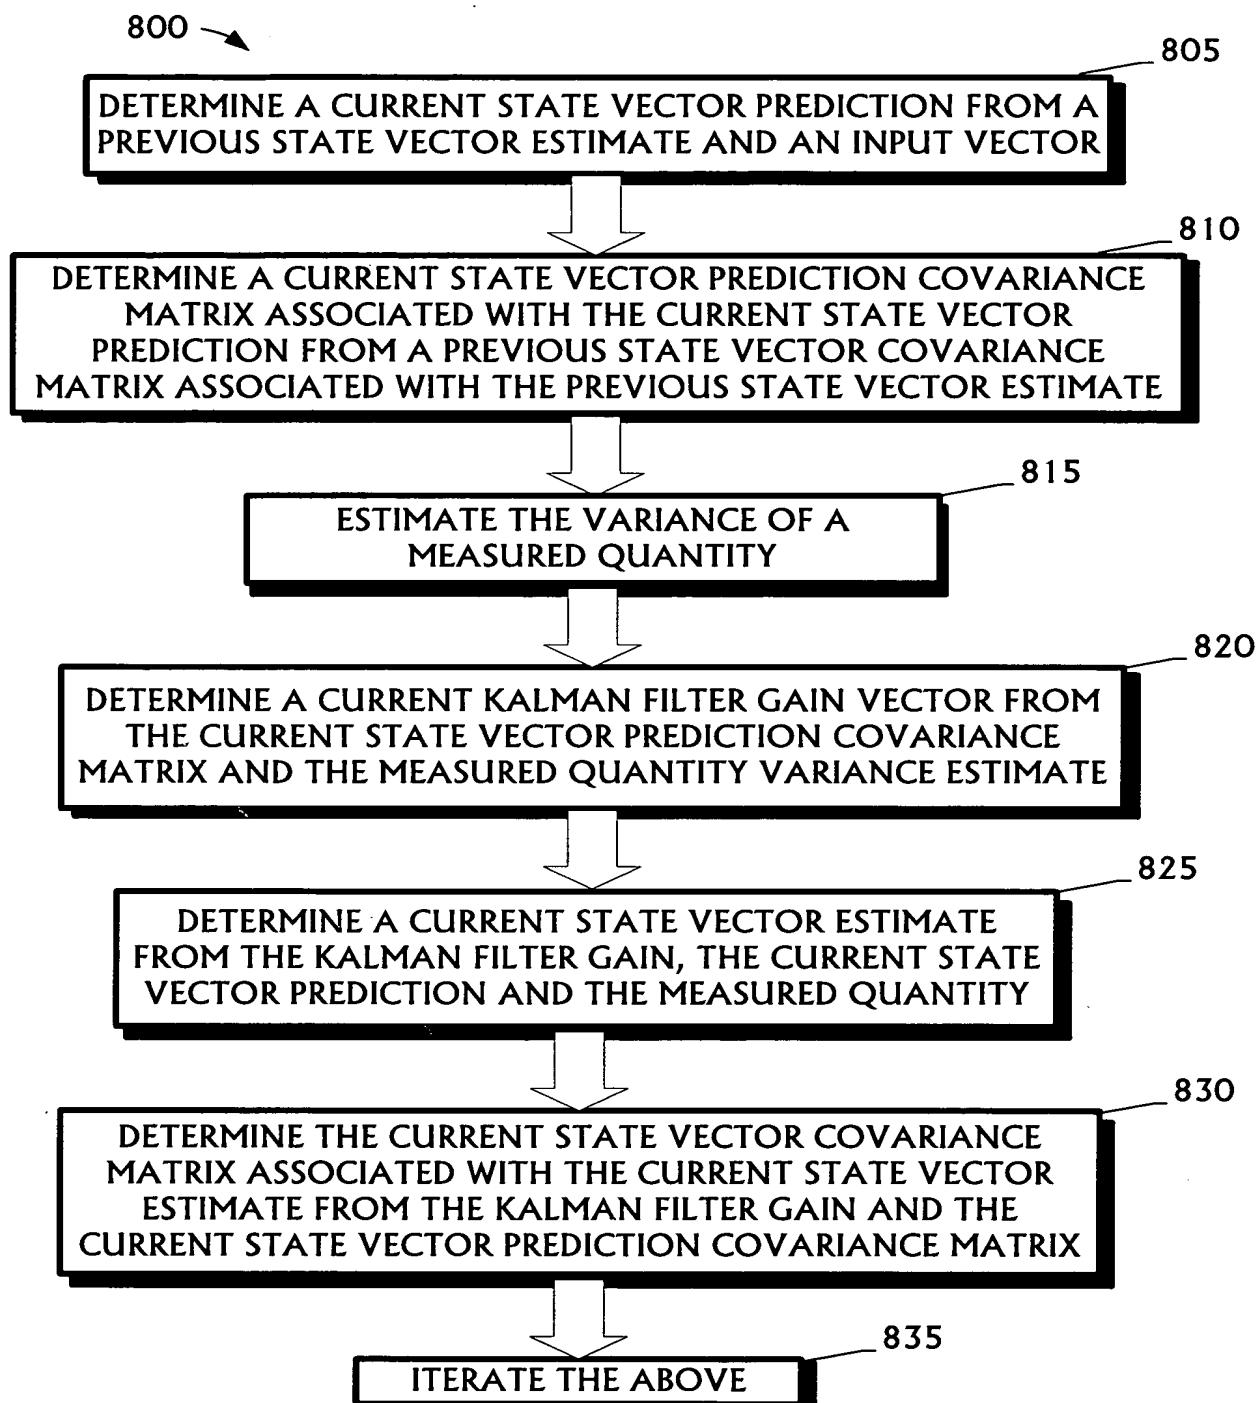 800
805
DETERMINE A CURRENT STATE VECTOR PREDICTION FROM A
PREVIOUS STATE VECTOR ESTIMATE AND AN INPUT VECTOR
810
DETERMINE A CURRENT STATE VECTOR PREDICTION COVARIANCE
MATRIX ASSOCIATED WITH THE CURRENT STATE VECTOR
PREDICTION FROM A PREVIOUS STATE VECTOR COVARIANCE
MATRIX ASSOCIATED WITH THE PREVIOUS STATE VECTOR ESTIMATE
815
ESTIMATE THE VARIANCE OF A
MEASURED QUANTITY
820
DETERMINE A CURRENT KALMAN FILTER GAIN VECTOR FROM
THE CURRENT STATE VECTOR PREDICTION COVARIANCE
MATRIX AND THE MEASURED QUANTITY VARIANCE ESTIMATE
825
DETERMINE A CURRENT STATE VECTOR ESTIMATE
FROM THE KALMAN FILTER GAIN, THE CURRENT STATE
VECTOR PREDICTION AND THE MEASURED QUANTITY
830
DETERMINE THE CURRENT STATE VECTOR COVARIANCE
MATRIX ASSOCIATED WITH THE CURRENT STATE VECTOR
ESTIMATE FROM THE KALMAN FILTER GAIN AND THE
CURRENT STATE VECTOR PREDICTION COVARIANCE MATRIX
835
ITERATE THE ABOVE